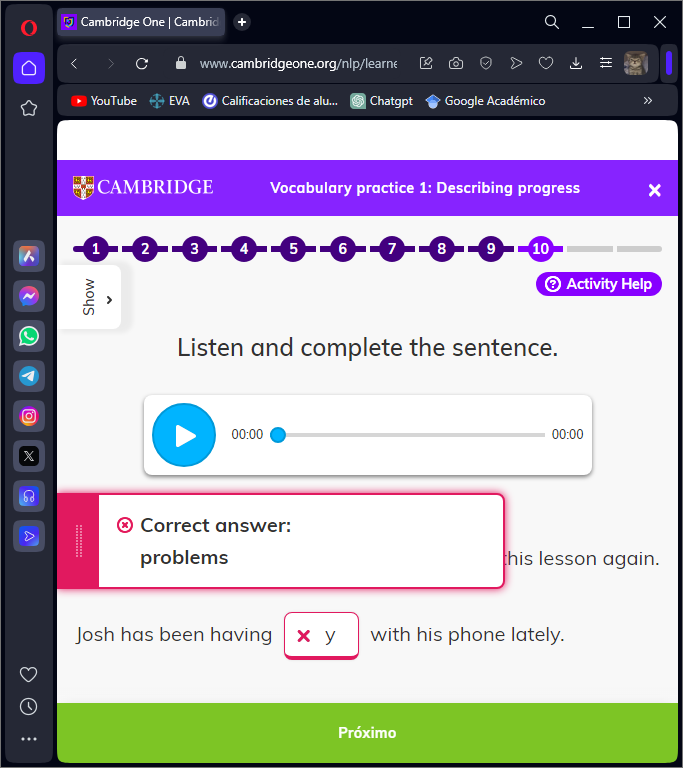 Cambridge One | Cambrid
www.cambridgeone.org/nlp/learne
YouTube EVA Calificaciones de alu... Chatgpt Google Académico
CAMBRIDGE Vocabulary practice 1: Describing progress
1 2 3 4 5 6 7 8 9 10
Show
Activity Help
Listen and complete the sentence.
00:00 00:00
Correct answer:
problems
this lesson again.
Josh has been having y with his phone lately.
Próximo